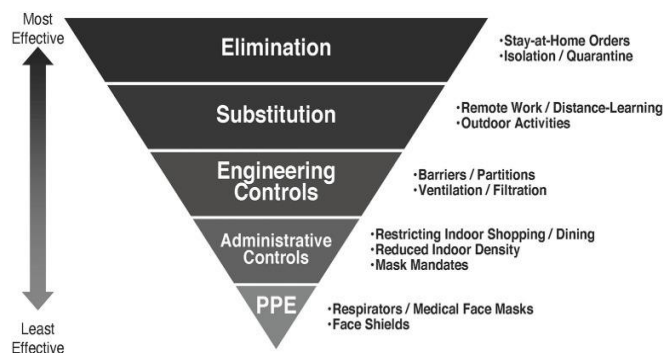 Most
Effective
Elimination
•Stay-at-Home Orders
•Isolation / Quarantine
Substitution
•Remote Work / Distance-Learning
•Outdoor Activities
Engineering
Controls
•Barriers / Partitions
•Ventilation / Filtration
Administrative
Controls
•Restricting Indoor Shopping / Dining
•Reduced Indoor Density
•Mask Mandates
PPE
•Respirators / Medical Face Masks
•Face Shields
Least
Effective